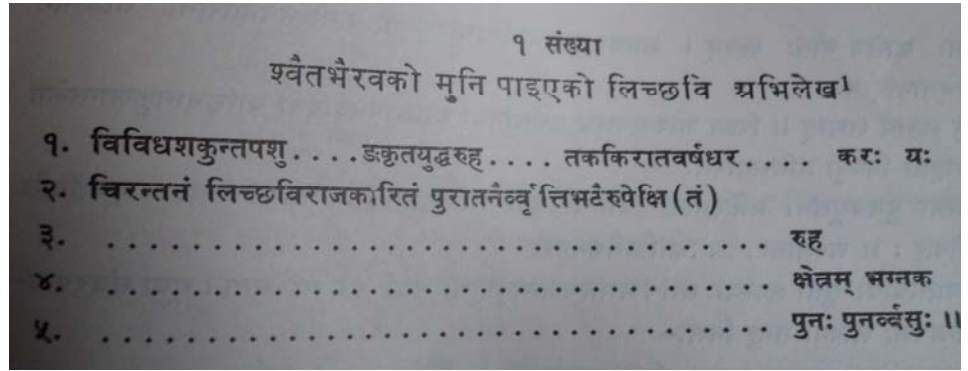 १ संख्या
श्वैतभैरवको मुनि पाइएको लिच्छवि अभिलेख¹
१. विविधशकुन्तपशु....ङकृतयुद्धरुह....तककिरातवर्षधर... करः यः
२. चिरन्तनं लिच्छविराजकारितं पुरातनैर्व्वृत्तिभटैरुपेक्षि(तं)
३. ........................................ रुह
४. ........................................ क्षेत्रम् भग्नक
५. ........................................ पुनः पुनर्व्वसुः ॥